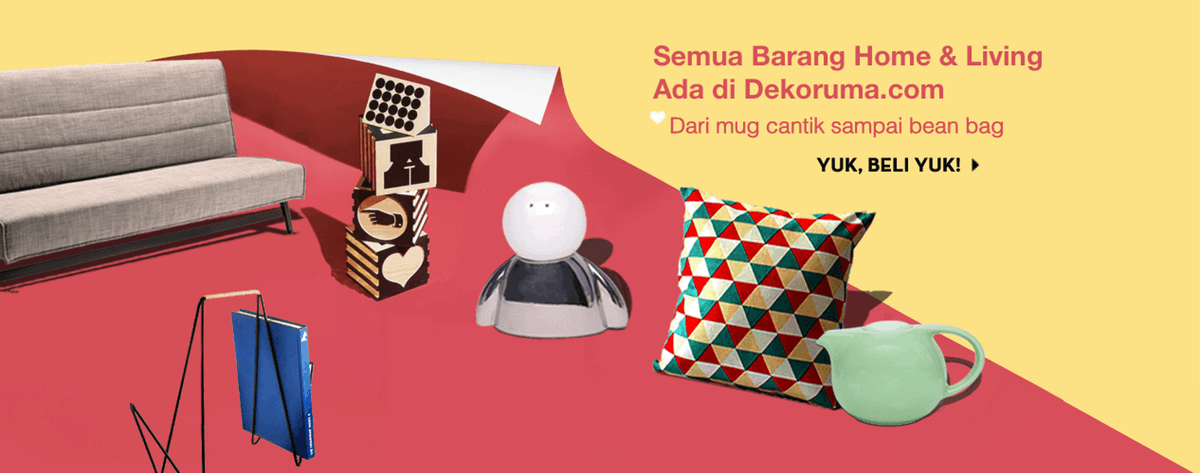 Semua Barang Home & Living
Ada di Dekoruma.com
Dari mug cantik sampai bean bag
YUK, BELI YUK!
A